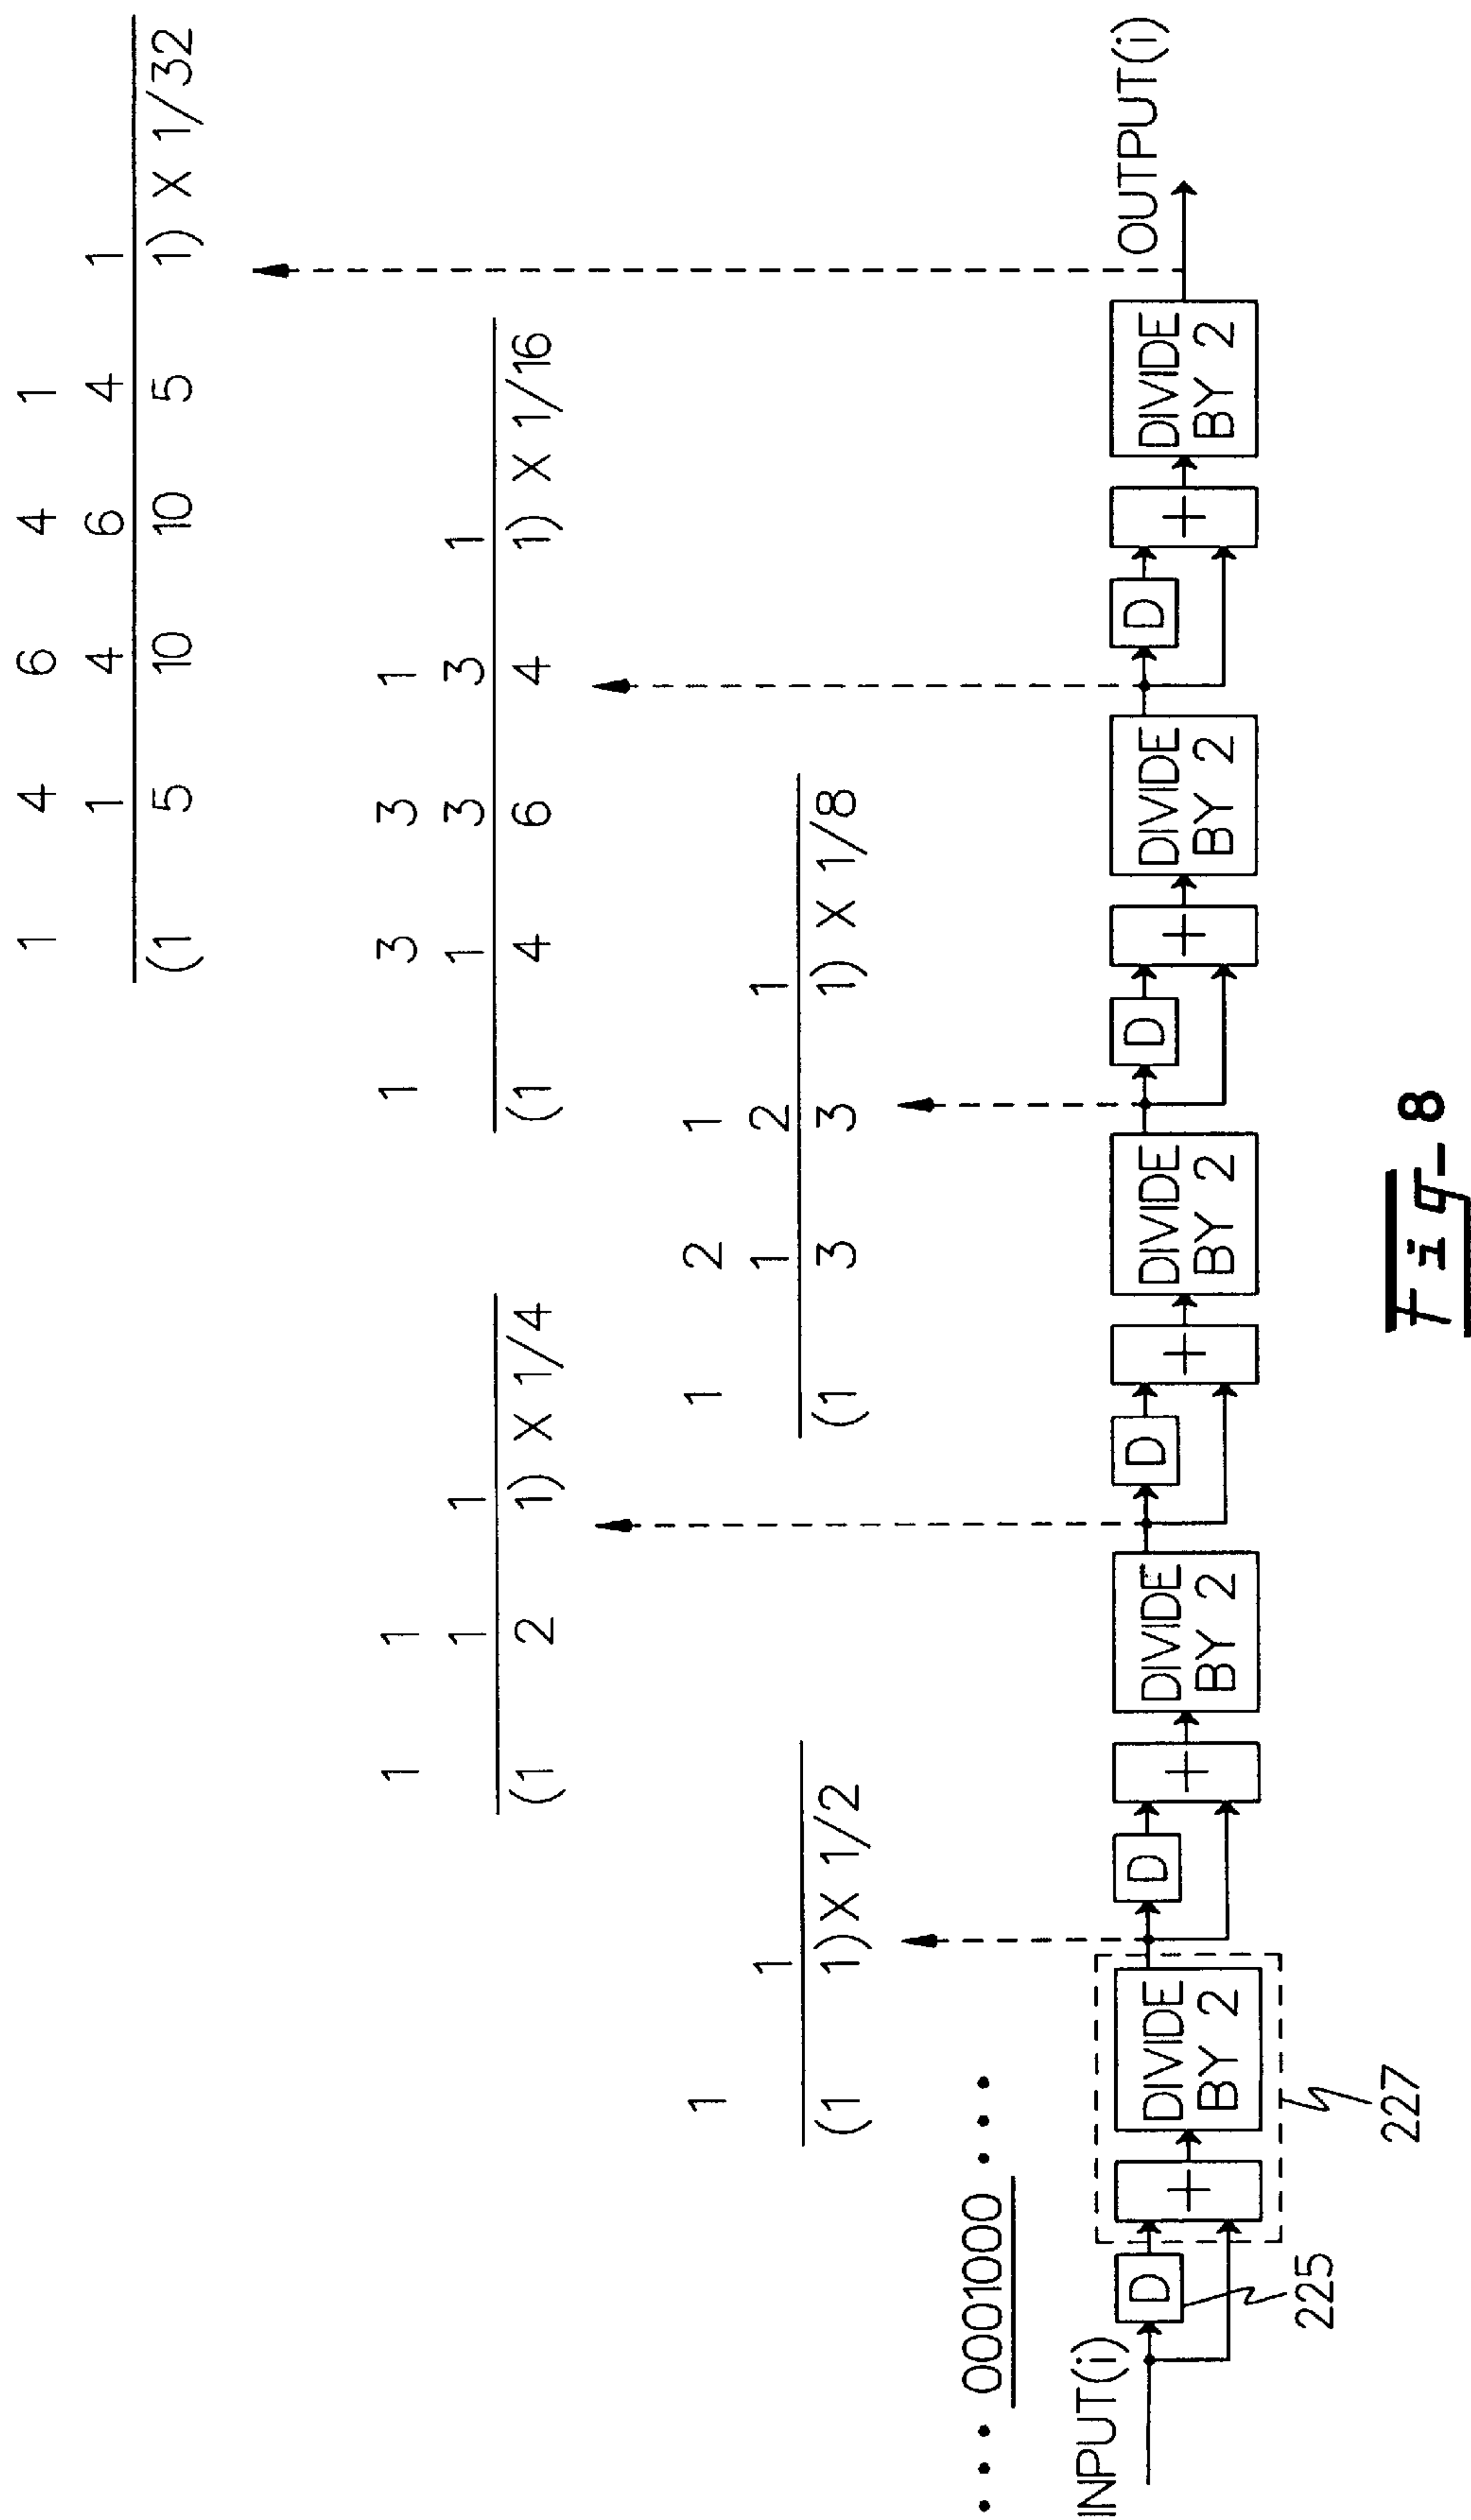 1 4 6 4 1
1 4 6 4 1
(1 5 10 10 5 1) X 1/32
1 1
1 1
(1 2 1) X 1/4
1 3 3 1
1 3 3 1
(1 4 6 4 1) X 1/16
1
1
(1 1) X 1/2
1 2 1
1 2 1
(1 3 3 1) X 1/8
• • • 0001000 • • •
INPUT(i)
D
+
DIVIDE
BY 2
D
+
DIVIDE
BY 2
D
+
DIVIDE
BY 2
D
+
DIVIDE
BY 2
D
+
DIVIDE
BY 2
OUTPUT(i)
225
227
Fig-8